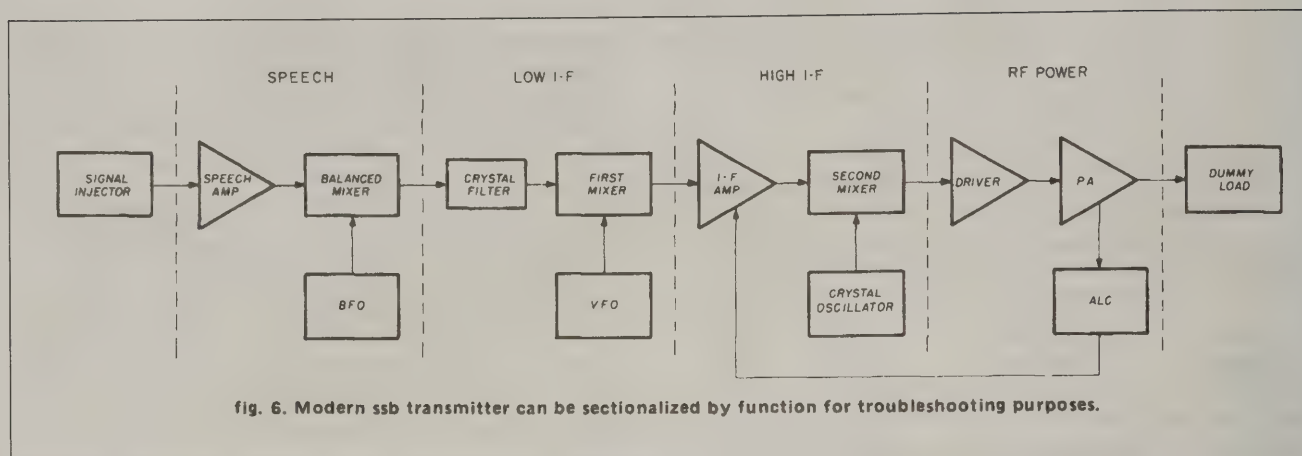 SPEECH
LOW I-F
HIGH I-F
RF POWER
SIGNAL
INJECTOR
SPEECH
AMP
BALANCED
MIXER
CRYSTAL
FILTER
FIRST
MIXER
I-F
AMP
SECOND
MIXER
DRIVER
PA
DUMMY
LOAD
BFO
VFO
CRYSTAL
OSCILLATOR
ALC
fig. 6. Modern ssb transmitter can be sectionalized by function for troubleshooting purposes.